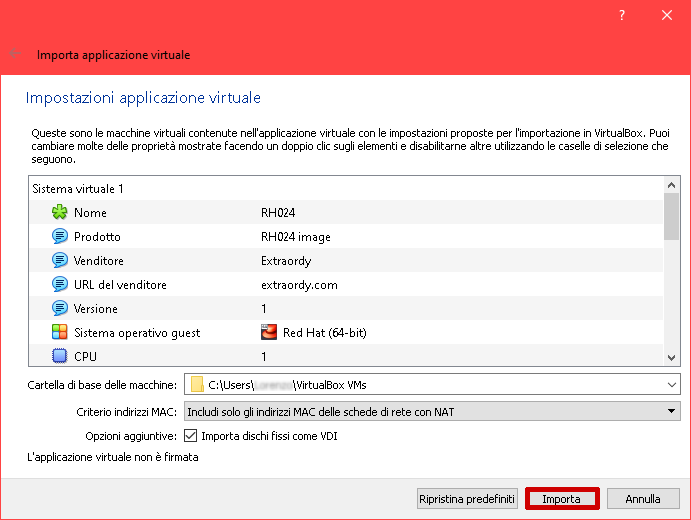 ?
Importa applicazione virtuale
Impostazioni applicazione virtuale
Queste sono le macchine virtuali contenute nell'applicazione virtuale con le impostazioni proposte per l'importazione in VirtualBox. Puoi
cambiare molte delle proprietà mostrate facendo un doppio clic sugli elementi e disabilitarne altre utilizzando le caselle di selezione che
seguono.
Sistema virtuale 1
Nome RH024
Prodotto RH024 image
Venditore Extraordy
URL del venditore extraordy.com
Versione 1
Sistema operativo guest Red Hat (64-bit)
CPU 1
Cartella di base delle macchine: C:\Users\ \VirtualBox VMs
Criterio indirizzi MAC: Includi solo gli indirizzi MAC delle schede di rete con NAT
Opzioni aggiuntive: Importa dischi fissi come VDI
L'applicazione virtuale non è firmata
Ripristina predefiniti Importa Annulla